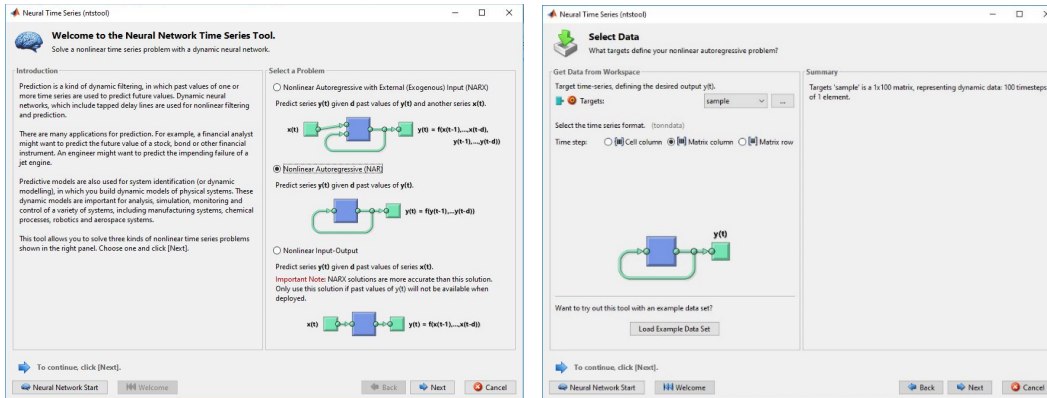 Neural Time Series (ntstool)
Welcome to the Neural Network Time Series Tool.
Solve a nonlinear time series problem with a dynamic neural network.
Introduction
Prediction is a kind of dynamic filtering, in which past values of one or
more time series are used to predict future values. Dynamic neural
networks, which include tapped delay lines are used for nonlinear filtering
and prediction.
There are many applications for prediction. For example, a financial analyst
might want to predict the future value of a stock, bond or other financial
instrument. An engineer might want to predict the impending failure of a
jet engine.
Predictive models are also used for system identification (or dynamic
modelling), in which you build dynamic models of physical systems. These
dynamic models are important for analysis, simulation, monitoring and
control of a variety of systems, including manufacturing systems, chemical
processes, robotics and aerospace systems.
This tool allows you to solve three kinds of nonlinear time series problems
shown in the right panel. Choose one and click [Next].
Select a Problem
Nonlinear Autoregressive with External (Exogenous) Input (NARX)
Predict series y(t) given d past values of y(t) and another series x(t).
x(t)
y(t) = f(x(t-1),...,x(t-d),
y(t-1),...,y(t-d))
Nonlinear Autoregressive (NAR)
Predict series y(t) given d past values of y(t).
y(t) = f(y(t-1),...y(t-d))
Nonlinear Input-Output
Predict series y(t) given d past values of series x(t).
Important Note: NARX solutions are more accurate than this solution.
Only use this solution if past values of y(t) will not be available when
deployed.
x(t)
y(t) = f(x(t-1),...,x(t-d))
To continue, click [Next].
Neural Network Start
Welcome
Back
Next
Cancel
Neural Time Series (ntstool)
Select Data
What targets define your nonlinear autoregressive problem?
Get Data from Workspace
Target time-series, defining the desired output y(t).
Targets:
sample
...
Select the time series format. (tonndata)
Time step:
Cell column
Matrix column
Matrix row
y(t)
Want to try out this tool with an example data set?
Load Example Data Set
Summary
Targets 'sample' is a 1x100 matrix, representing dynamic data: 100 timesteps
of 1 element.
To continue, click [Next].
Neural Network Start
Welcome
Back
Next
Cancel